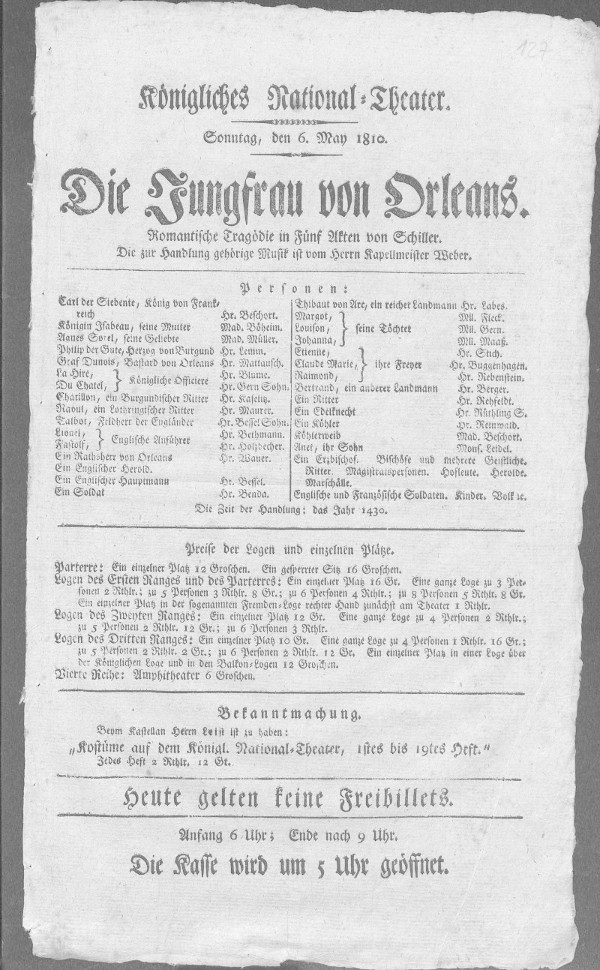 127
Königliches National-Theater.
Sonntag, den 6. May 1810.
Die Jungfrau von Orleans.
Romantische Tragödie in Fünf Akten von Schiller.
Die zur Handlung gehörige Musik ist vom Herrn Kapellmeister Weber.
Personen:
Carl der Siebente, König von Frank-
reich Hr. Beschort.
Königin Isabeau, seine Mutter Mad. Böheim.
Agnes Sorel, seine Geliebte Mad. Müller.
Philip der Gute, Herzog von Burgund Hr. Lemm.
Graf Dunois, Bastard von Orleans Hr. Mattausch.
La Hire, Hr. Blume.
Königliche Officiere
Du Chatel, Hr. Gern Sohn.
Chatillon, ein Burgundischer Ritter Hr. Kaselitz.
Raoul, ein Lothringischer Ritter Hr. Maurer.
Talbot, Feldherr der Engländer Hr. Bessel Sohn.
Lionel, Hr. Bethmann.
Englische Anführer
Fastolf, Hr. Holzbecher.
Ein Rathsherr von Orleans Hr. Wauer.
Ein Englischer Herold.
Ein Englischer Hauptmann Hr. Bessel.
Ein Soldat Hr. Benda.
Thibaut von Arc, ein reicher Landmann Hr. Labes.
Margot, Mll. Fleck.
Louison, seine Töchter Mll. Gern.
Johanna, Mll. Maaß.
Etienne, Hr. Stich.
Claude Marie, ihre Freyer Hr. Buggenhagen.
Raimond, Hr. Rebenstein.
Bertrand, ein anderer Landmann Hr. Berger.
Ein Ritter Hr. Rehfeldt.
Ein Edelknecht Hr. Rüthling S.
Ein Köhler Hr. Reinwald.
Köhlerweib Mad. Beschort.
Anet, ihr Sohn Mons. Leidel.
Ein Erzbischof. Bischöfe und mehrere Geistliche.
Ritter. Magistratspersonen. Hofleute. Herolde.
Marschälle.
Englische und Französische Soldaten. Kinder. Volk ꝛc.
Die Zeit der Handlung: das Jahr 1430.
Preise der Logen und einzelnen Plätze.
Parterre: Ein einzelner Platz 12 Groschen. Ein gesperrter Sitz 16 Groschen.
Logen des Ersten Ranges und des Parterres: Ein einzelner Platz 16 Gr. Eine ganze Loge zu 3 Per-
sonen 2 Rthlr.; zu 5 Personen 3 Rthlr. 8 Gr.; zu 6 Personen 4 Rthlr.; zu 8 Personen 5 Rthlr. 8 Gr.
Ein einzelner Platz in der sogenannten Fremden-Loge rechter Hand zunächst am Theater 1 Rthlr.
Logen des Zweyten Ranges: Ein einzelner Platz 12 Gr. Eine ganze Loge zu 4 Personen 2 Rthlr.;
zu 5 Personen 2 Rthlr. 12 Gr.; zu 6 Personen 3 Rthlr.
Logen des Dritten Ranges: Ein einzelner Platz 10 Gr. Eine ganze Loge zu 4 Personen 1 Rthlr. 16 Gr.;
zu 5 Personen 2 Rthlr. 2 Gr.; zu 6 Personen 2 Rthlr. 12 Gr. Ein einzelner Platz in einer Loge über
der Königlichen Loge und in den Balkon-Logen 12 Groschen.
Vierte Reihe: Amphitheater 6 Groschen.
Bekanntmachung.
Beym Kastellan Herrn Leist ist zu haben:
„Kostüme auf dem Königl. National-Theater, 1stes bis 19tes Heft.“
Jedes Heft 2 Rthlr. 12 Gr.
Heute gelten keine Freibillets.
Anfang 6 Uhr; Ende nach 9 Uhr.
Die Kasse wird um 5 Uhr geöffnet.